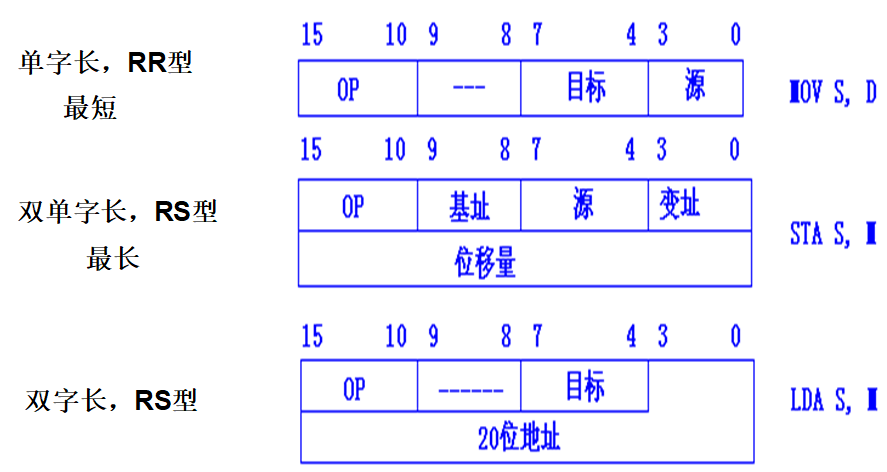 15 10 9 8 7 4 3 0
单字长，RR型
最短
OP --- 目标 源
MOV S, D
15 10 9 8 7 4 3 0
双单字长，RS型
最长
OP 基址 源 变址
位移量
STA S, M
15 10 9 8 7 4 3 0
双字长，RS型
OP ------ 目标
20位地址
LDA S, M